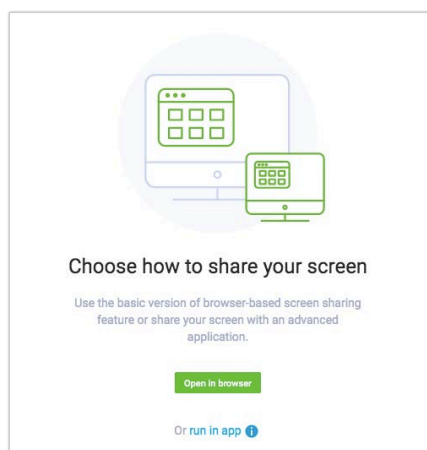 Choose how to share your screen
Use the basic version of browser-based screen sharing
feature or share your screen with an advanced
application.
Open in browser
Or run in app